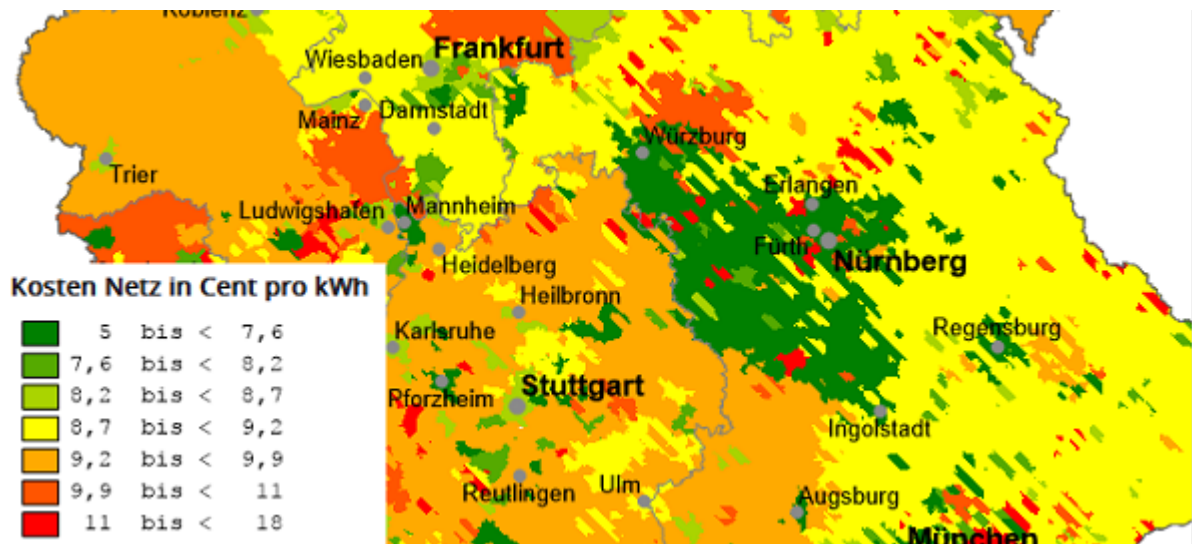 Koblenz
Wiesbaden
Frankfurt
Mainz
Darmstadt
Würzburg
Trier
Erlangen
Ludwigshafen
Mannheim
Fürth
Nürnberg
Heidelberg
Kosten Netz in Cent pro kWh
5 bis < 7,6
7,6 bis < 8,2
8,2 bis < 8,7
8,7 bis < 9,2
9,2 bis < 9,9
9,9 bis < 11
11 bis < 18
Heilbronn
Karlsruhe
Regensburg
Pforzheim
Stuttgart
Ingolstadt
Reutlingen
Ulm
Augsburg
München